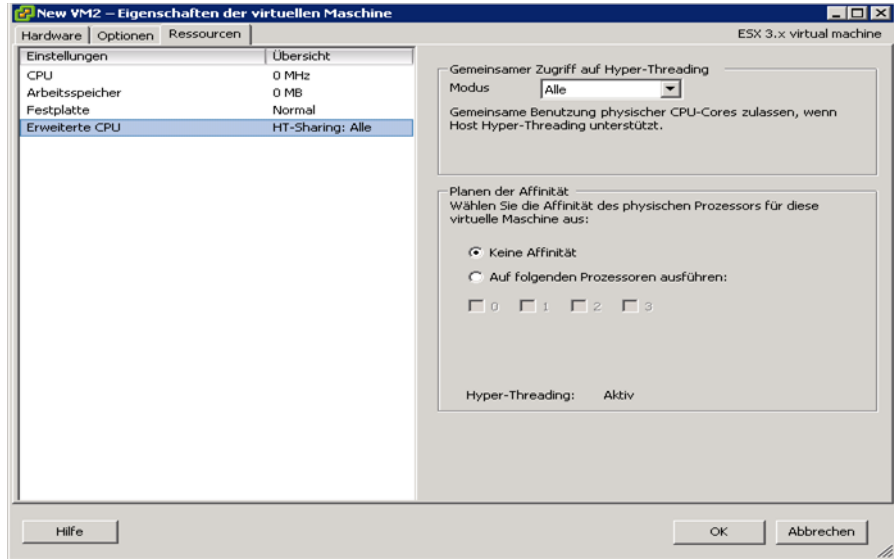 New VM2 – Eigenschaften der virtuellen Maschine
Hardware Optionen Ressourcen ESX 3.x virtual machine
Einstellungen Übersicht
CPU 0 MHz
Arbeitsspeicher 0 MB
Festplatte Normal
Erweiterte CPU HT-Sharing: Alle
Gemeinsamer Zugriff auf Hyper-Threading
Modus Alle
Gemeinsame Benutzung physischer CPU-Cores zulassen, wenn
Host Hyper-Threading unterstützt.
Planen der Affinität
Wählen Sie die Affinität des physischen Prozessors für diese
virtuelle Maschine aus:
Keine Affinität
Auf folgenden Prozessoren ausführen:
0 1 2 3
Hyper-Threading: Aktiv
Hilfe OK Abbrechen